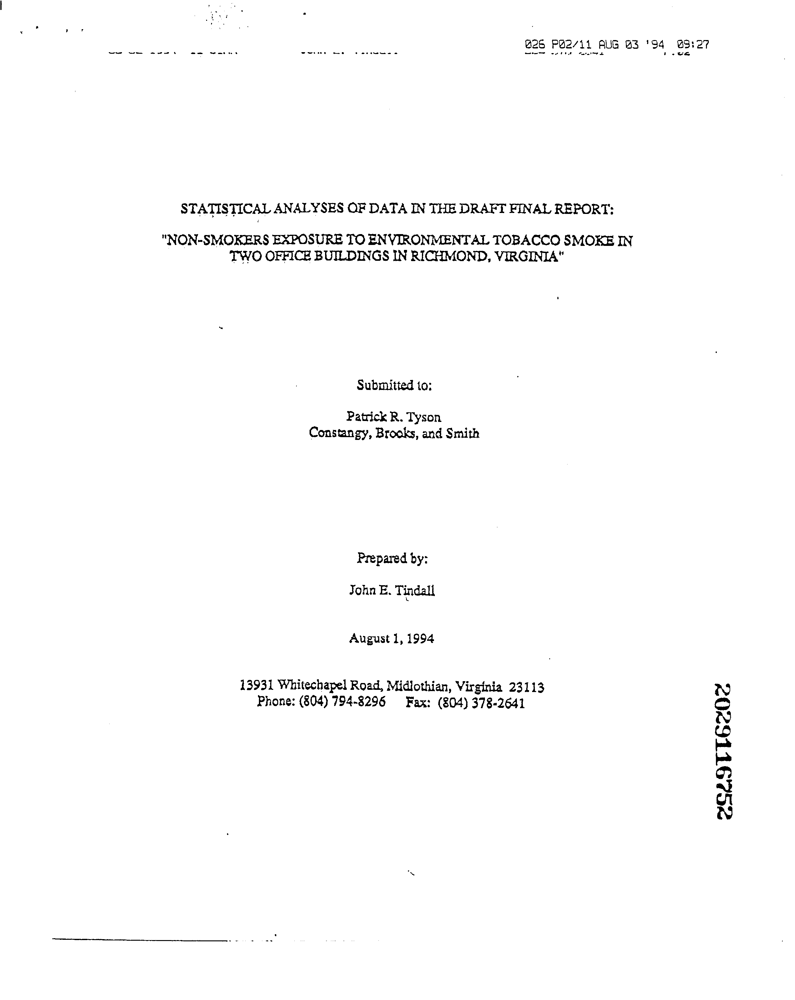 026 P02/11 AUG 03 '94 09:27
STATISTICAL ANALYSES OF DATA IN THE DRAFT FINAL REPORT:
"NON-SMOKERS EXPOSURE TO ENVIRONMENTAL TOBACCO SMOKE IN
TWO OFFICE BUILDINGS IN RICHMOND, VIRGINIA"
Submitted to:
Patrick R. Tyson
Constangy, Brooks, and Smith
Prepared by:
John E. Tindall
August 1, 1994
13931 Whitechapel Road, Midlothian, Virginia 23113
Phone: (804) 794-8296 Fax: (804) 378-2641
2029116752